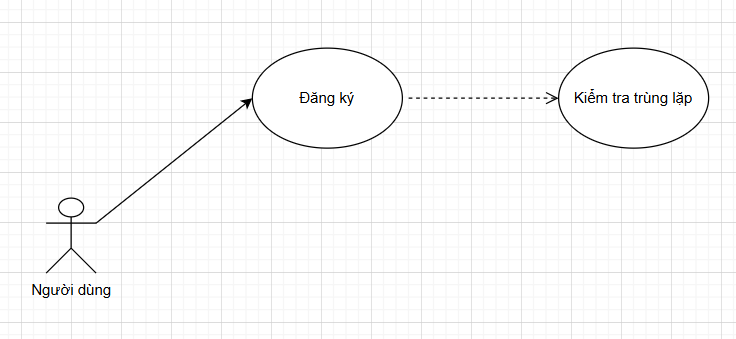 Đăng ký
Kiểm tra trùng lặp
Người dùng